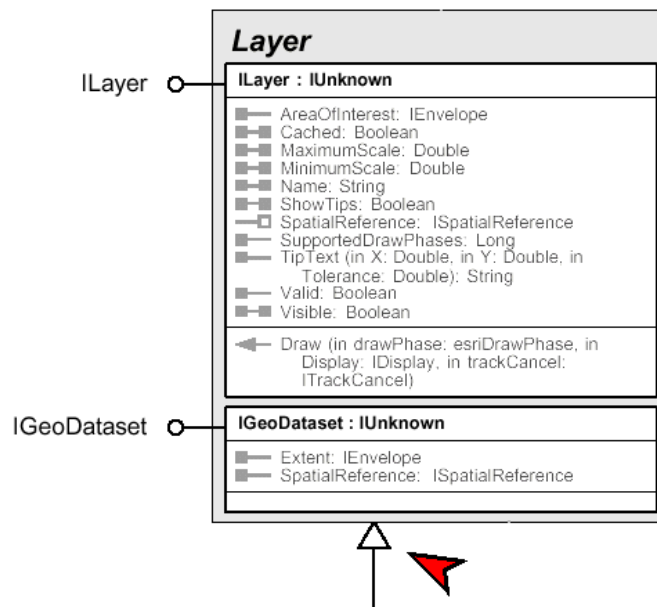 Layer
ILayer
ILayer : IUnknown
AreaOfInterest: IEnvelope
Cached: Boolean
MaximumScale: Double
MinimumScale: Double
Name: String
ShowTips: Boolean
SpatialReference: ISpatialReference
SupportedDrawPhases: Long
TipText (in X: Double, in Y: Double, in
Tolerance: Double): String
Valid: Boolean
Visible: Boolean
Draw (in drawPhase: esriDrawPhase, in
Display: IDisplay, in trackCancel:
ITrackCancel)
IGeoDataset
IGeoDataset : IUnknown
Extent: IEnvelope
SpatialReference: ISpatialReference